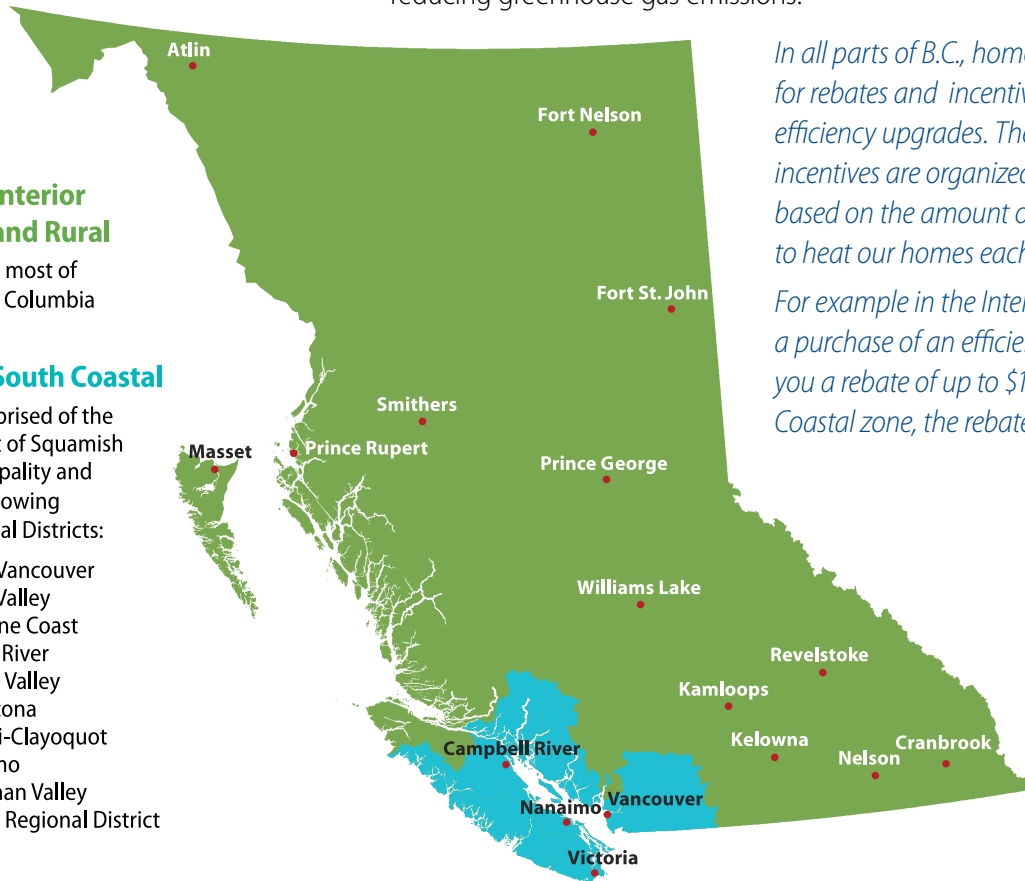 reducing greenhouse gas emissions.
In all parts of B.C., home
for rebates and incentiv
efficiency upgrades. The
incentives are organized
based on the amount o
to heat our homes each
For example in the Inter
a purchase of an efficien
you a rebate of up to $1
Coastal zone, the rebate
nterior
and Rural
most of
Columbia
South Coastal
prised of the
t of Squamish
pality and
owing
al Districts:
Vancouver
Valley
ne Coast
River
Valley
ona
i-Clayoquot
mo
han Valley
Regional District
Atlin
Fort Nelson
Fort St. John
Smithers
Masset
Prince Rupert
Prince George
Williams Lake
Revelstoke
Kamloops
Kelowna
Nelson
Cranbrook
Campbell River
Nanaimo
Vancouver
Victoria